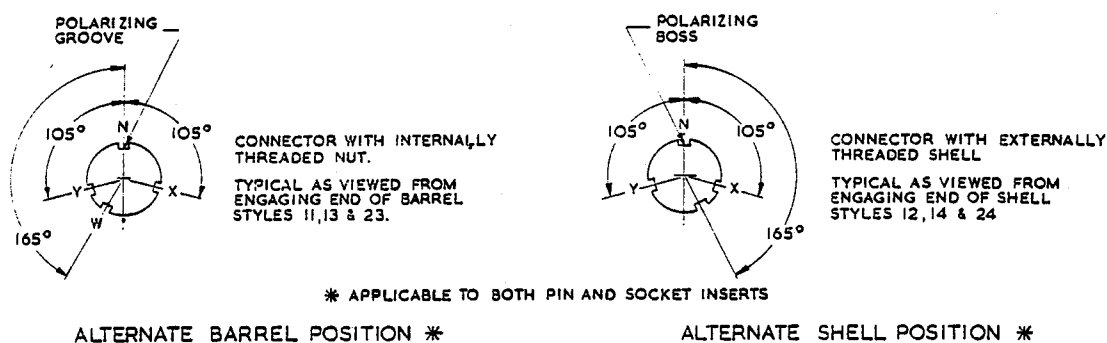 POLARIZING
GROOVE
105°
N
105°
Y
X
W
165°
CONNECTOR WITH INTERNALLY
THREADED NUT.
TYPICAL AS VIEWED FROM
ENGAGING END OF BARREL
STYLES 11,13 & 23.
POLARIZING
BOSS
105°
N
105°
Y
X
165°
CONNECTOR WITH EXTERNALLY
THREADED SHELL
TYPICAL AS VIEWED FROM
ENGAGING END OF SHELL
STYLES 12,14 & 24
* APPLICABLE TO BOTH PIN AND SOCKET INSERTS
ALTERNATE BARREL POSITION *
ALTERNATE SHELL POSITION *